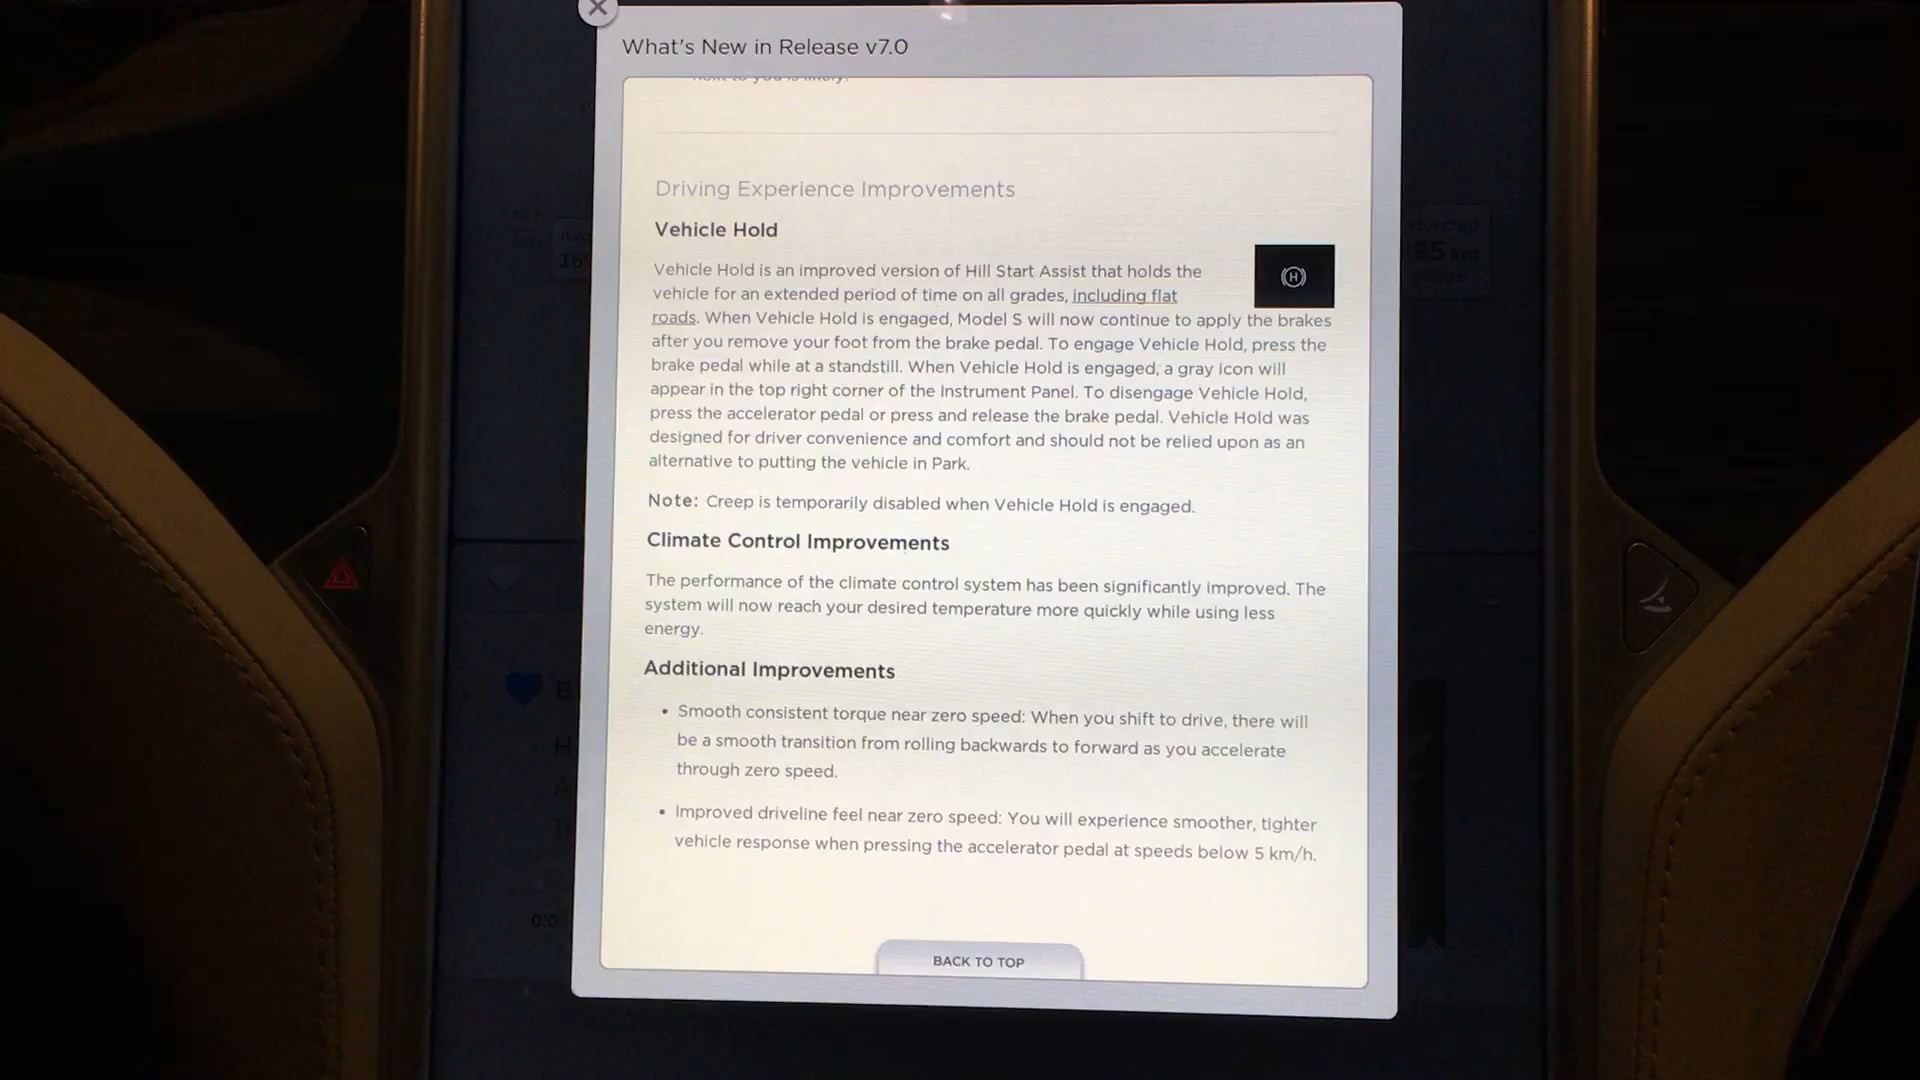 What's New in Release v7.0
next to you is likely.
Driving Experience Improvements
Vehicle Hold
Vehicle Hold is an improved version of Hill Start Assist that holds the
vehicle for an extended period of time on all grades, including flat
roads. When Vehicle Hold is engaged, Model S will now continue to apply the brakes
after you remove your foot from the brake pedal. To engage Vehicle Hold, press the
brake pedal while at a standstill. When Vehicle Hold is engaged, a gray icon will
appear in the top right corner of the Instrument Panel. To disengage Vehicle Hold,
press the accelerator pedal or press and release the brake pedal. Vehicle Hold was
designed for driver convenience and comfort and should not be relied upon as an
alternative to putting the vehicle in Park.
(H)
Note: Creep is temporarily disabled when Vehicle Hold is engaged.
Climate Control Improvements
The performance of the climate control system has been significantly improved. The
system will now reach your desired temperature more quickly while using less
energy.
Additional Improvements
• Smooth consistent torque near zero speed: When you shift to drive, there will
be a smooth transition from rolling backwards to forward as you accelerate
through zero speed.
• Improved driveline feel near zero speed: You will experience smoother, tighter
vehicle response when pressing the accelerator pedal at speeds below 5 km/h.
BACK TO TOP